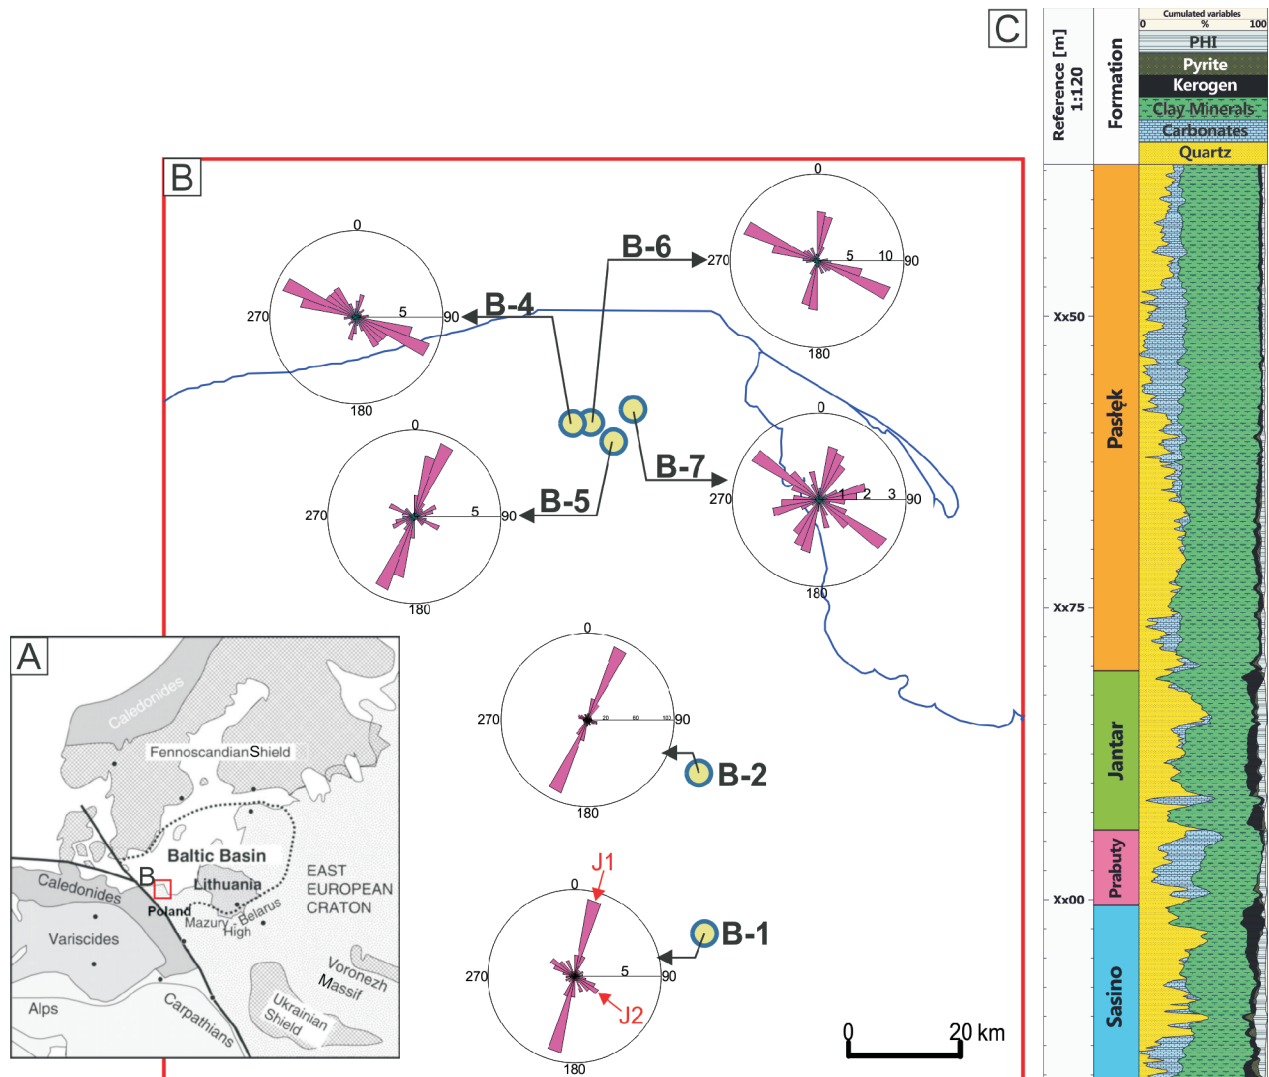 C
Reference [m]
1:120
Formation
Cumulated variables
0 % 100
PHI
Pyrite
Kerogen
Clay Minerals
Carbonates
Quartz
Xx50
Xx75
Xx00
Pasłęk
Jantar
Prabuty
Sasino
B
0
270
5
90
180
B-4
B-6
0
270
5
10
90
180
0
270
5
90
180
B-5
B-7
0
270
1
2
3
90
180
0
270
20
60
100
90
180
B-2
J1
0
270
5
90
180
J2
B-1
0
20 km
A
Caledonides
FennoscandianShield
Baltic Basin
B
Lithuania
EAST
EUROPEAN
CRATON
Caledonides
Poland
Mazury - Belarus
High
Variscides
Voronezh
Massif
Ukrainian
Shield
Alps
Carpathians